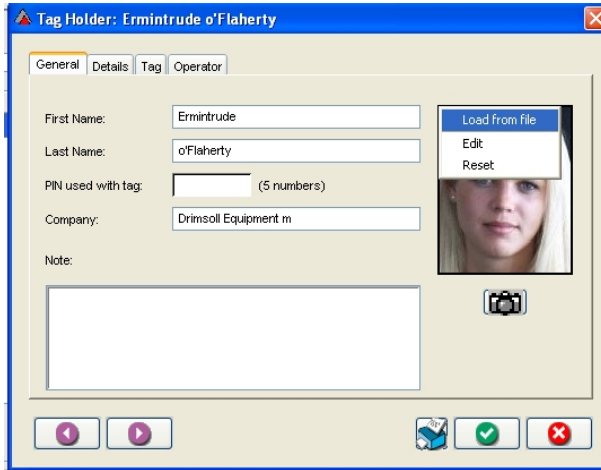 Tag Holder: Ermintrude o'Flaherty
General Details Tag Operator
First Name: Ermintrude
Last Name: o'Flaherty
PIN used with tag: (5 numbers)
Company: Drimsoll Equipment m
Note:
Load from file
Edit
Reset